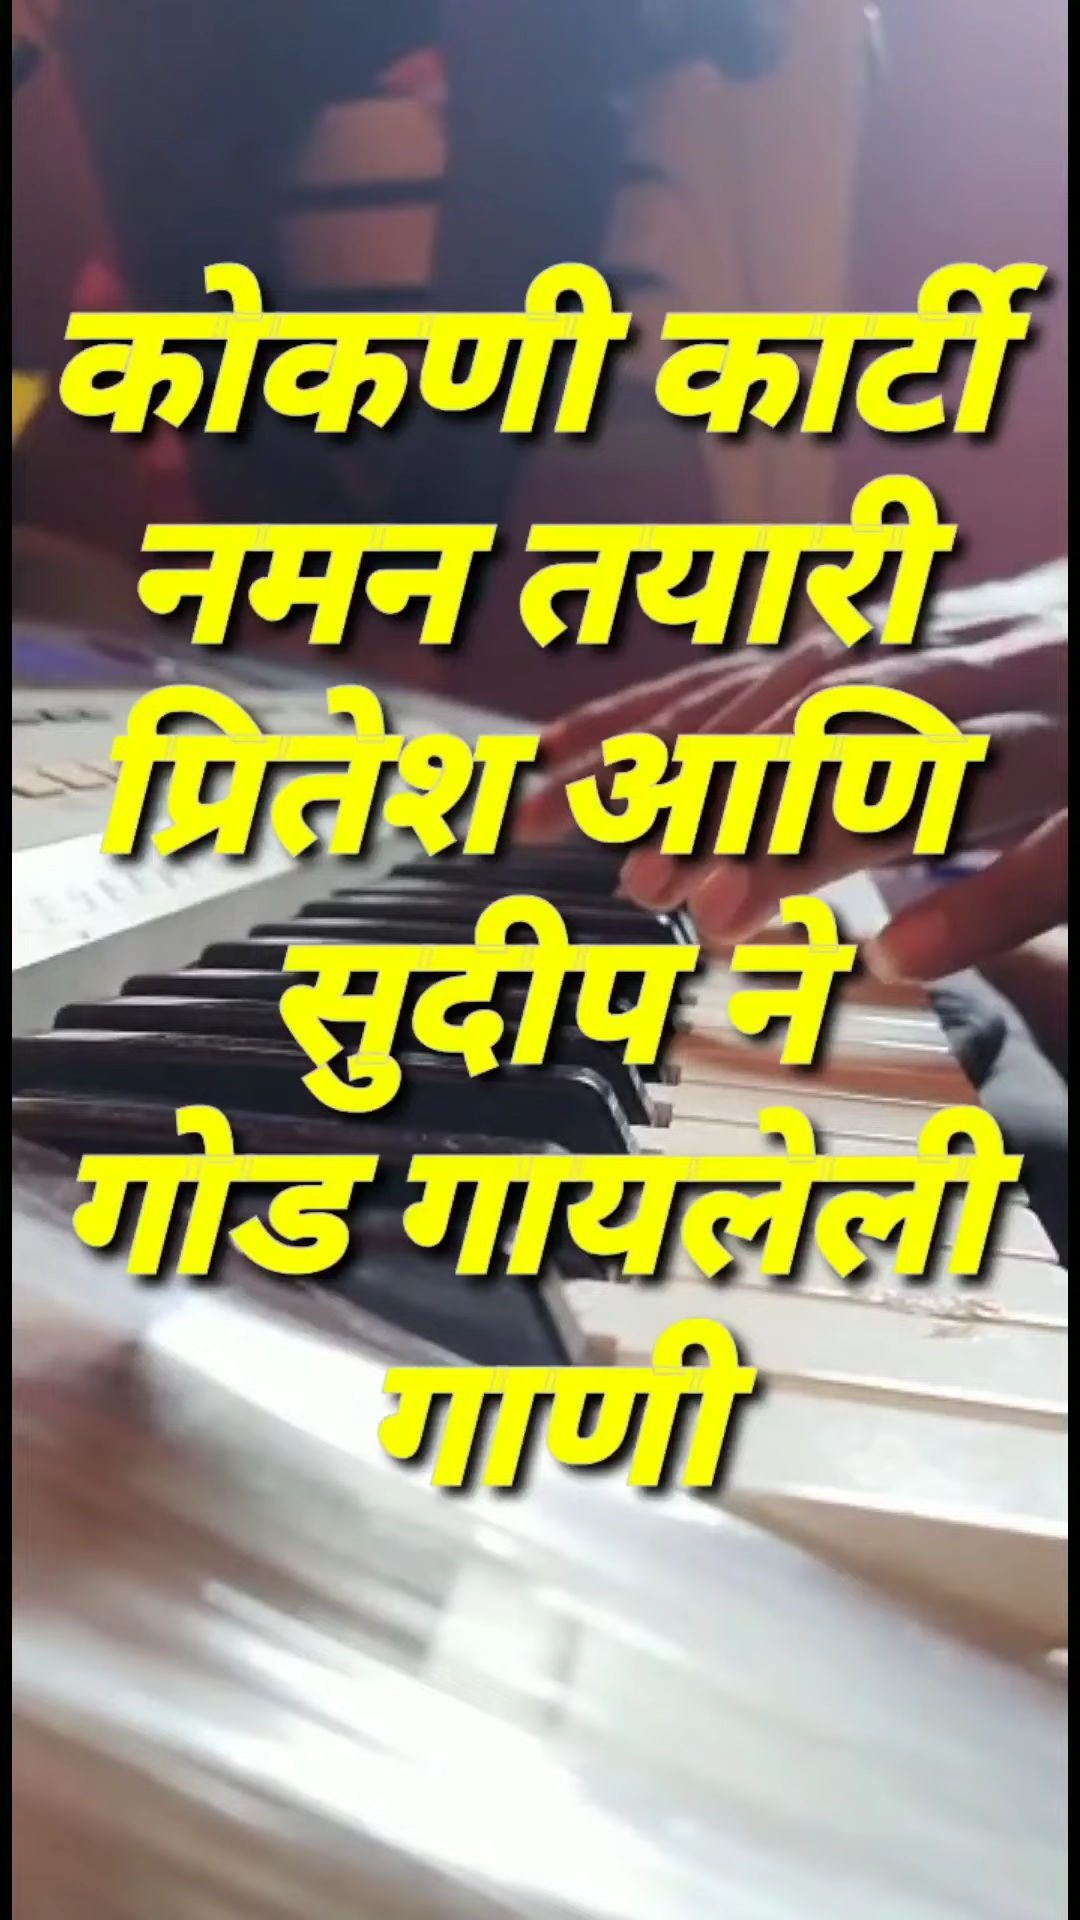 कोकणी कार्टी
नमन तयारी
प्रितेश आणि
सुदीप ने
गोड गायलेली
गाणी